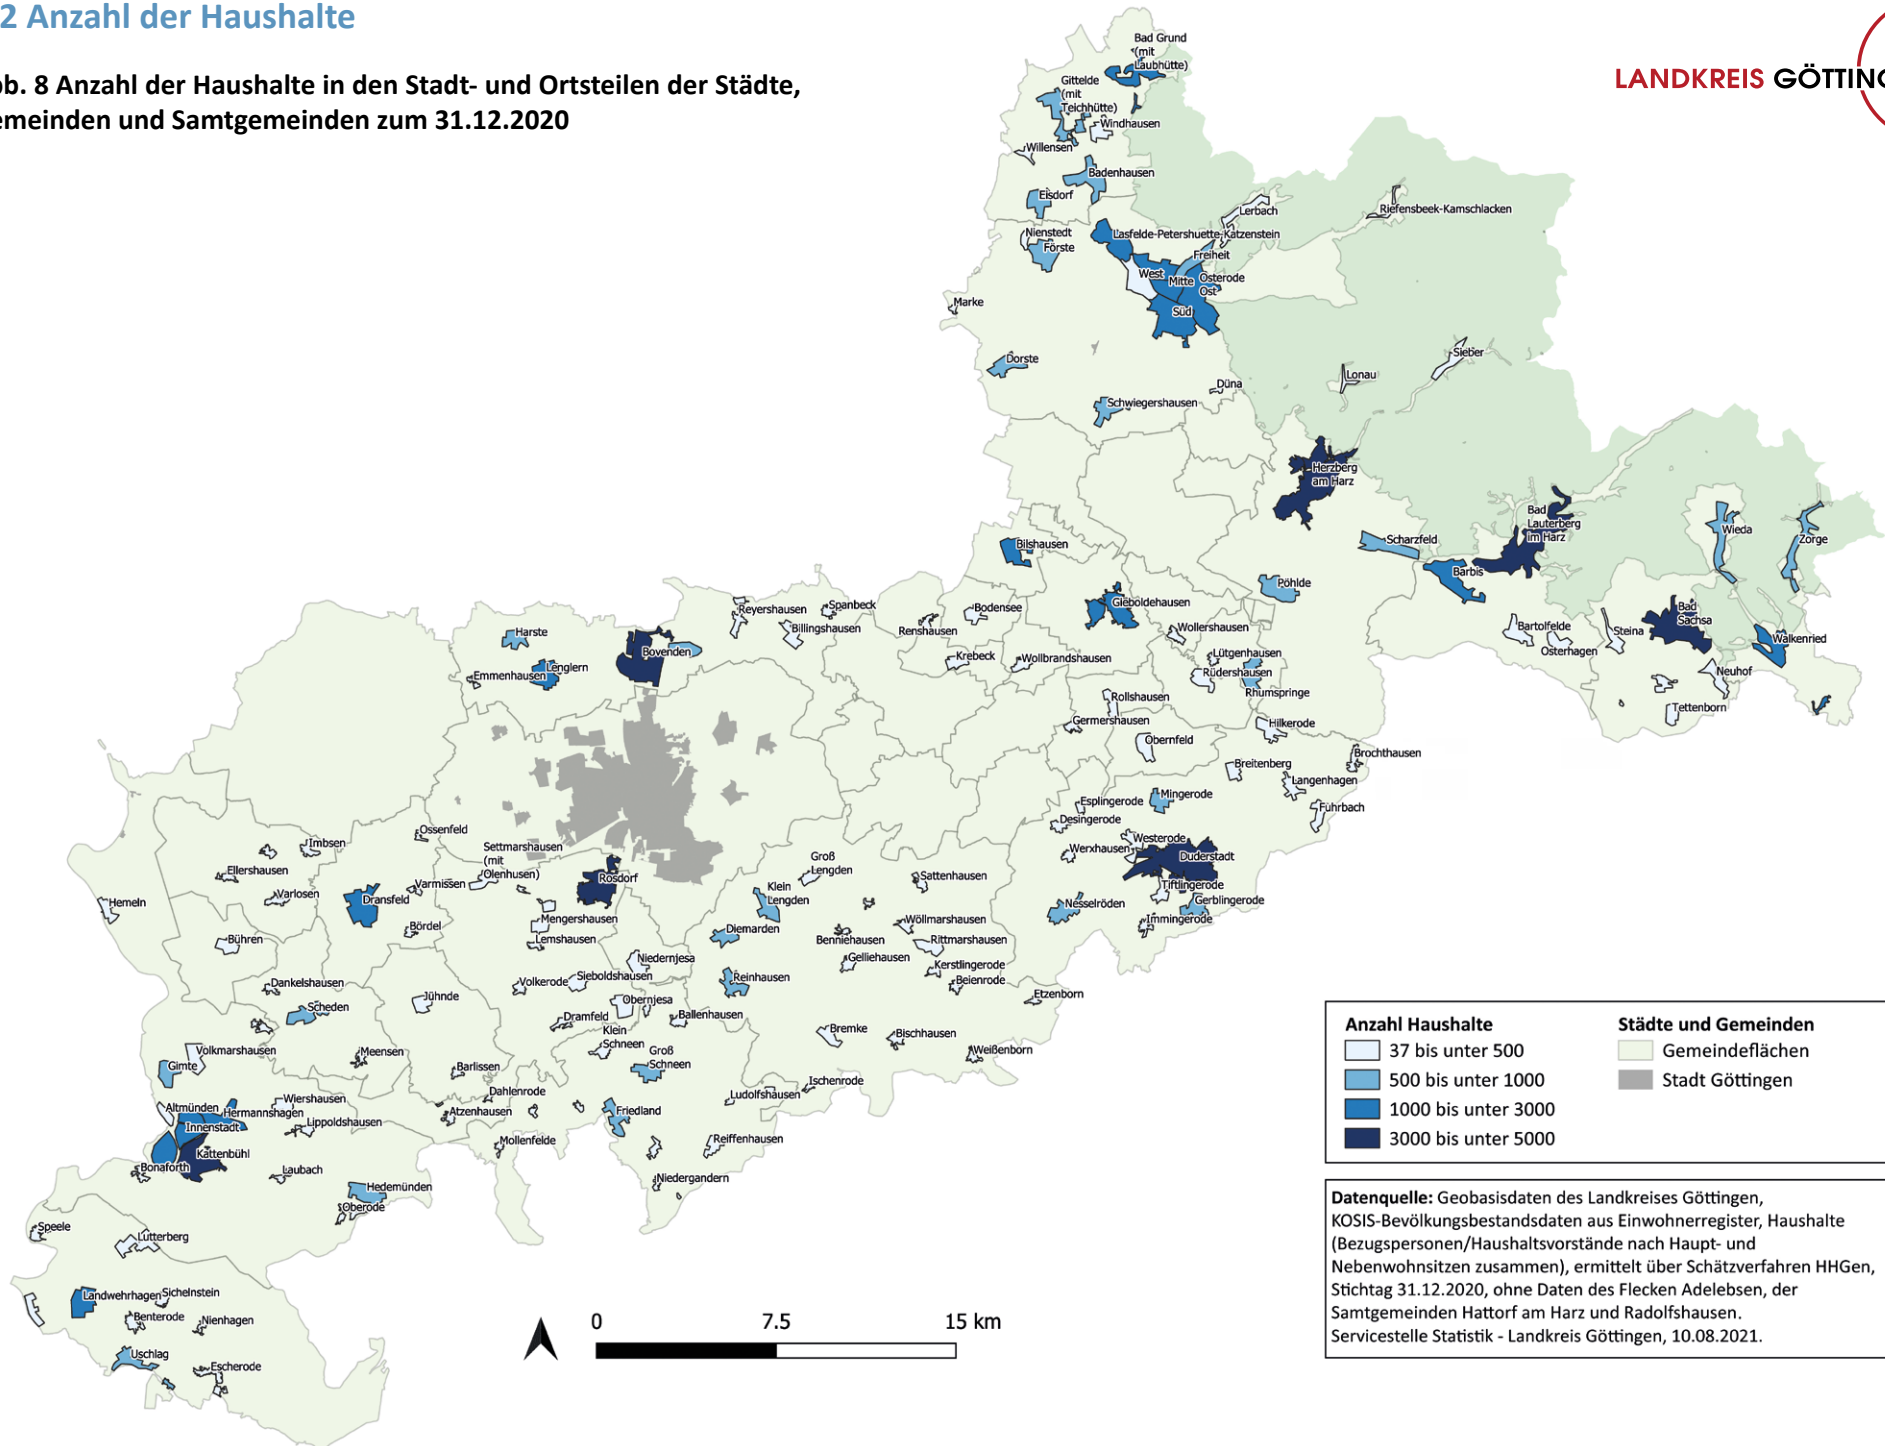 2 Anzahl der Haushalte
bb. 8 Anzahl der Haushalte in den Stadt- und Ortsteilen der Städte,
emeinden und Samtgemeinden zum 31.12.2020
LANDKREIS GÖTTING
Bad Grund
(mit
Laubhütte)
Gittelde
(mit
Teichhütte)
Windhausen
Willensen
Badenhausen
Eisdorf
Nienstedt
Förste
Lerbach
Riefensbeek-Kamschlacken
Lasfelde-Petershuette-Katzenstein
Freiheit
West
Mitte
Osterode
Ost
Süd
Marke
Dorste
Düna
Schwiegershausen
Sieber
Lonau
Herzberg
am Harz
Bad
Lauterberg
im Harz
Scharzfeld
Barbis
Wieda
Zorge
Bilshausen
Pöhlde
Gieboldehausen
Bartolfelde
Osterhagen
Steina
Bad
Sachsa
Walkenried
Neuhof
Tettenborn
Reyershausen
Spanbeck
Billingshausen
Renshausen
Bodensee
Krebeck
Wollbrandshausen
Wollershausen
Lütgenhausen
Rüdershausen
Rhumspringe
Harste
Lenglern
Emmenhausen
Bovenden
Rollshausen
Germershausen
Obernfeld
Hilkerode
Brochthausen
Breitenberg
Langenhagen
Fuhrbach
Esplingerode
Mingerode
Desingerode
Werxhausen
Westerode
Duderstadt
Tiftlingerode
Gerblingerode
Nesselröden
Immingerode
Ossenfeld
Imbsen
Ellershausen
Varlosen
Varmissen
Settmarshausen
(mit
Olenhusen)
Rosdorf
Groß
Lengden
Klein
Lengden
Sattenhausen
Hemeln
Dransfeld
Bördel
Bühren
Mengershausen
Lemshausen
Diemarden
Benniehausen
Wöllmarshausen
Rittmarshausen
Gelliehausen
Kerstlingerode
Beienrode
Etzenborn
Niedernjesa
Sieboldshausen
Volkerode
Reinhausen
Dankelshausen
Scheden
Jühnde
Obernjesa
Dramfeld
Ballenhausen
Klein
Schneen
Groß
Schneen
Bremke
Bischhausen
Weißenborn
Volkmarshausen
Gimte
Meensen
Barlissen
Dahlenrode
Atzenhausen
Ischenrode
Ludolfshausen
Friedland
Altmünden
Hermannshagen
Innenstadt
Wiershausen
Lippoldshausen
Kattenbühl
Bonaforth
Laubach
Mollenfelde
Reiffenhausen
Niedergandern
Hedemünden
Oberode
Speele
Lutterberg
Landwehrhagen
Sichelnstein
Benterode
Nienhagen
Uschlag
Escherode
0 7.5 15 km
Anzahl Haushalte
37 bis unter 500
500 bis unter 1000
1000 bis unter 3000
3000 bis unter 5000
Städte und Gemeinden
Gemeindeflächen
Stadt Göttingen
Datenquelle: Geobasisdaten des Landkreises Göttingen,
KOSIS-Bevölkungsbestandsdaten aus Einwohnerregister, Haushalte
(Bezugspersonen/Haushaltsvorstände nach Haupt- und
Nebenwohnsitzen zusammen), ermittelt über Schätzverfahren HHGen,
Stichtag 31.12.2020, ohne Daten des Flecken Adelebsen, der
Samtgemeinden Hattorf am Harz und Radolfshausen.
Servicestelle Statistik - Landkreis Göttingen, 10.08.2021.